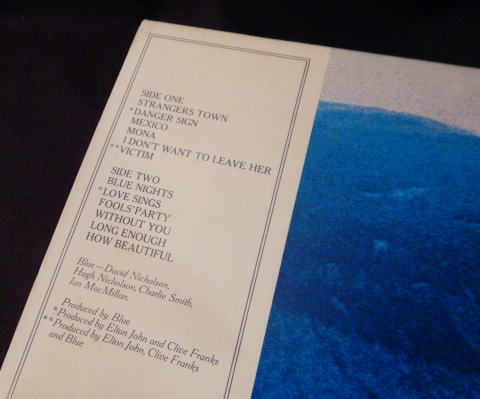 SIDE ONE
STRANGERS TOWN
*DANGER SIGN
MEXICO
MONA
I DON'T WANT TO LEAVE HER
**VICTIM
SIDE TWO
BLUE NIGHTS
*LOVE SINGS
FOOLS' PARTY
WITHOUT YOU
LONG ENOUGH
HOW BEAUTIFUL
Blue—David Nicholson,
Hugh Nicholson, Charlie Smith,
Ian MacMillan.
Produced by Blue
*Produced by Elton John and Clive Franks
**Produced by Elton John, Clive Franks
and Blue